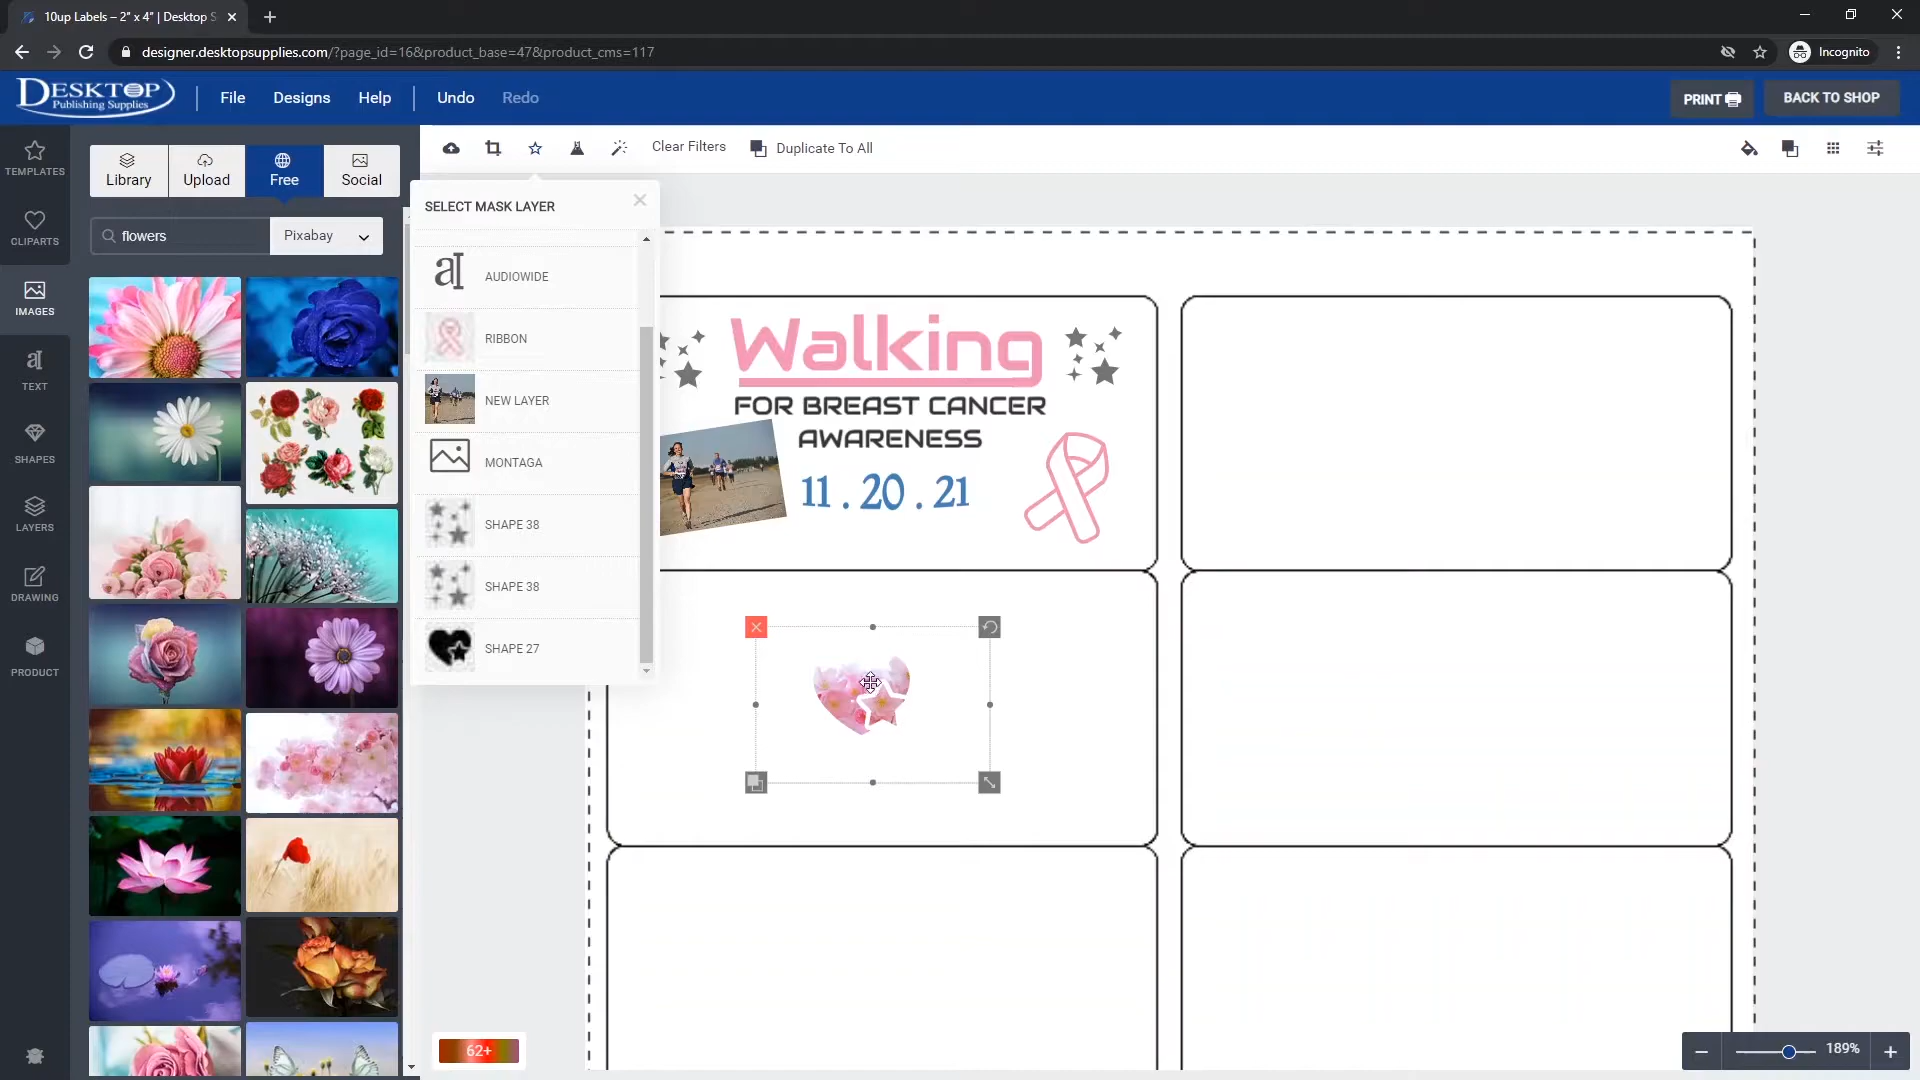 10up Labels – 2" x 4" | Desktop S
designer.desktopsupplies.com/?page_id=16&product_base=47&product_cms=117
Incognito
DESKTOP
Publishing Supplies
File
Designs
Help
Undo
Redo
PRINT
BACK TO SHOP
TEMPLATES
CLIPARTS
IMAGES
TEXT
SHAPES
LAYERS
DRAWING
PRODUCT
Library
Upload
Free
Social
flowers
Pixabay
Clear Filters
Duplicate To All
SELECT MASK LAYER
AUDIOWIDE
RIBBON
NEW LAYER
MONTAGA
SHAPE 38
SHAPE 38
SHAPE 27
Walking
FOR BREAST CANCER
AWARENESS
11.20.21
62+
189%